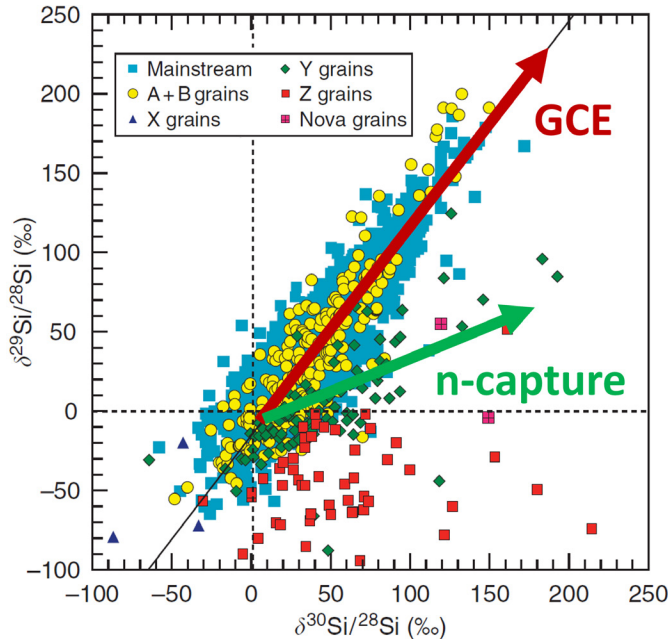 250
200
150
100
50
0
−50
−100
−100
−50
0
50
100
150
200
250
δ²⁹Si/²⁸Si (‰)
δ³⁰Si/²⁸Si (‰)
Mainstream
A + B grains
X grains
Y grains
Z grains
Nova grains
GCE
n-capture